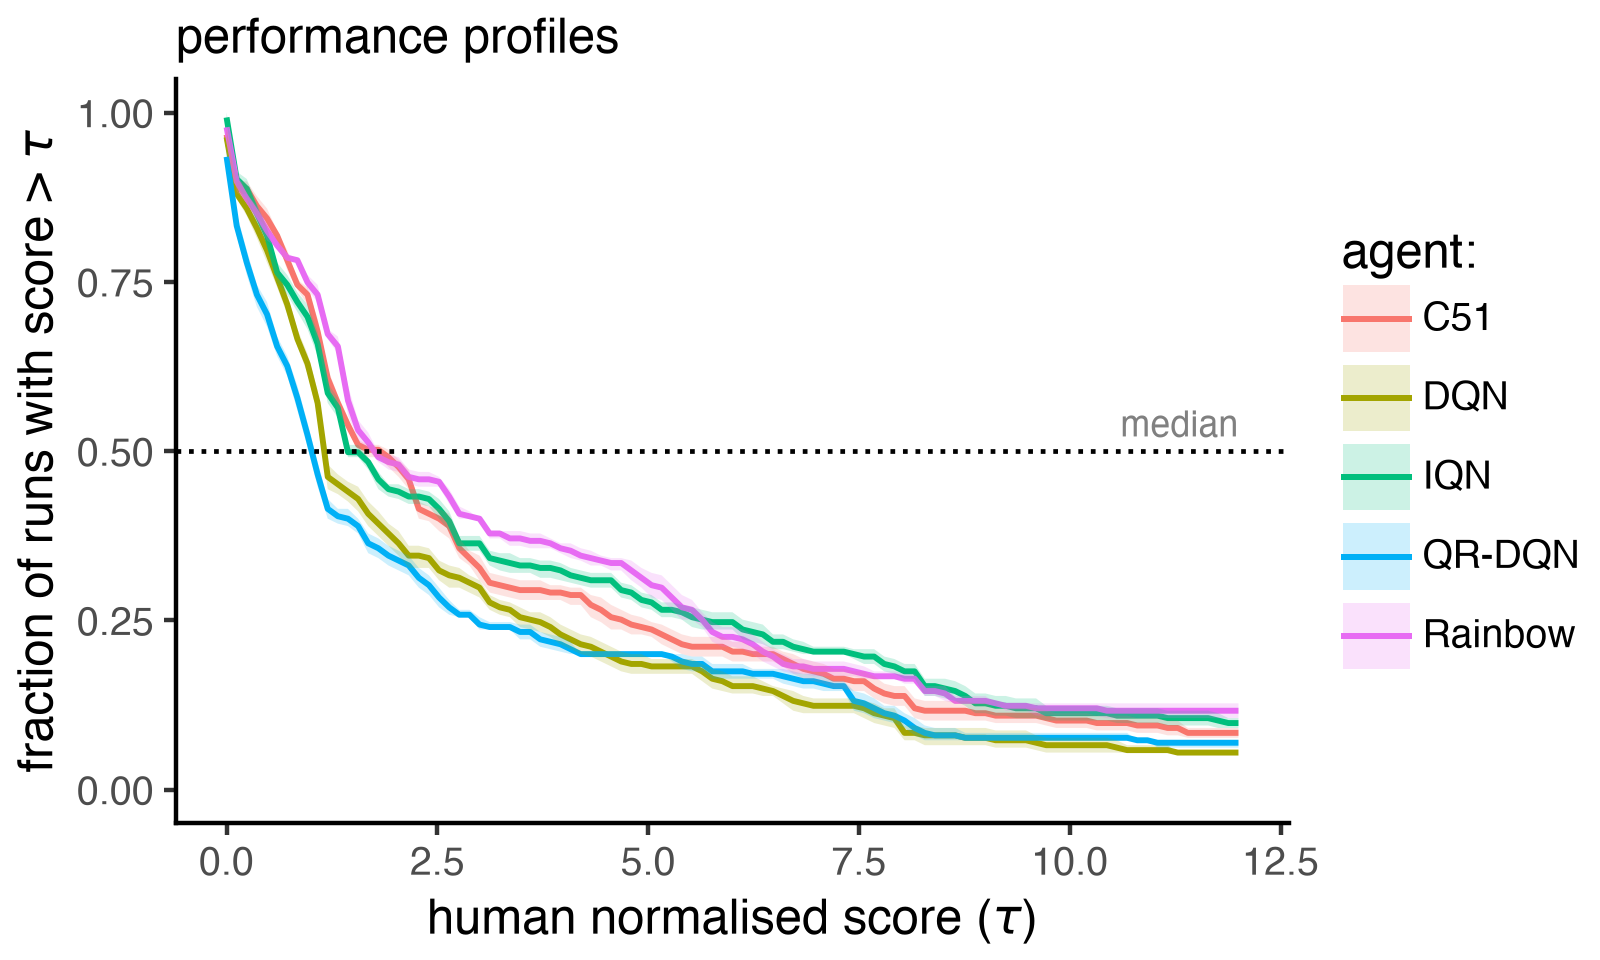 performance profiles
fraction of runs with score > τ
1.00
0.75
0.50
0.25
0.00
median
0.0 2.5 5.0 7.5 10.0 12.5
human normalised score (τ)
agent:
C51
DQN
IQN
QR-DQN
Rainbow